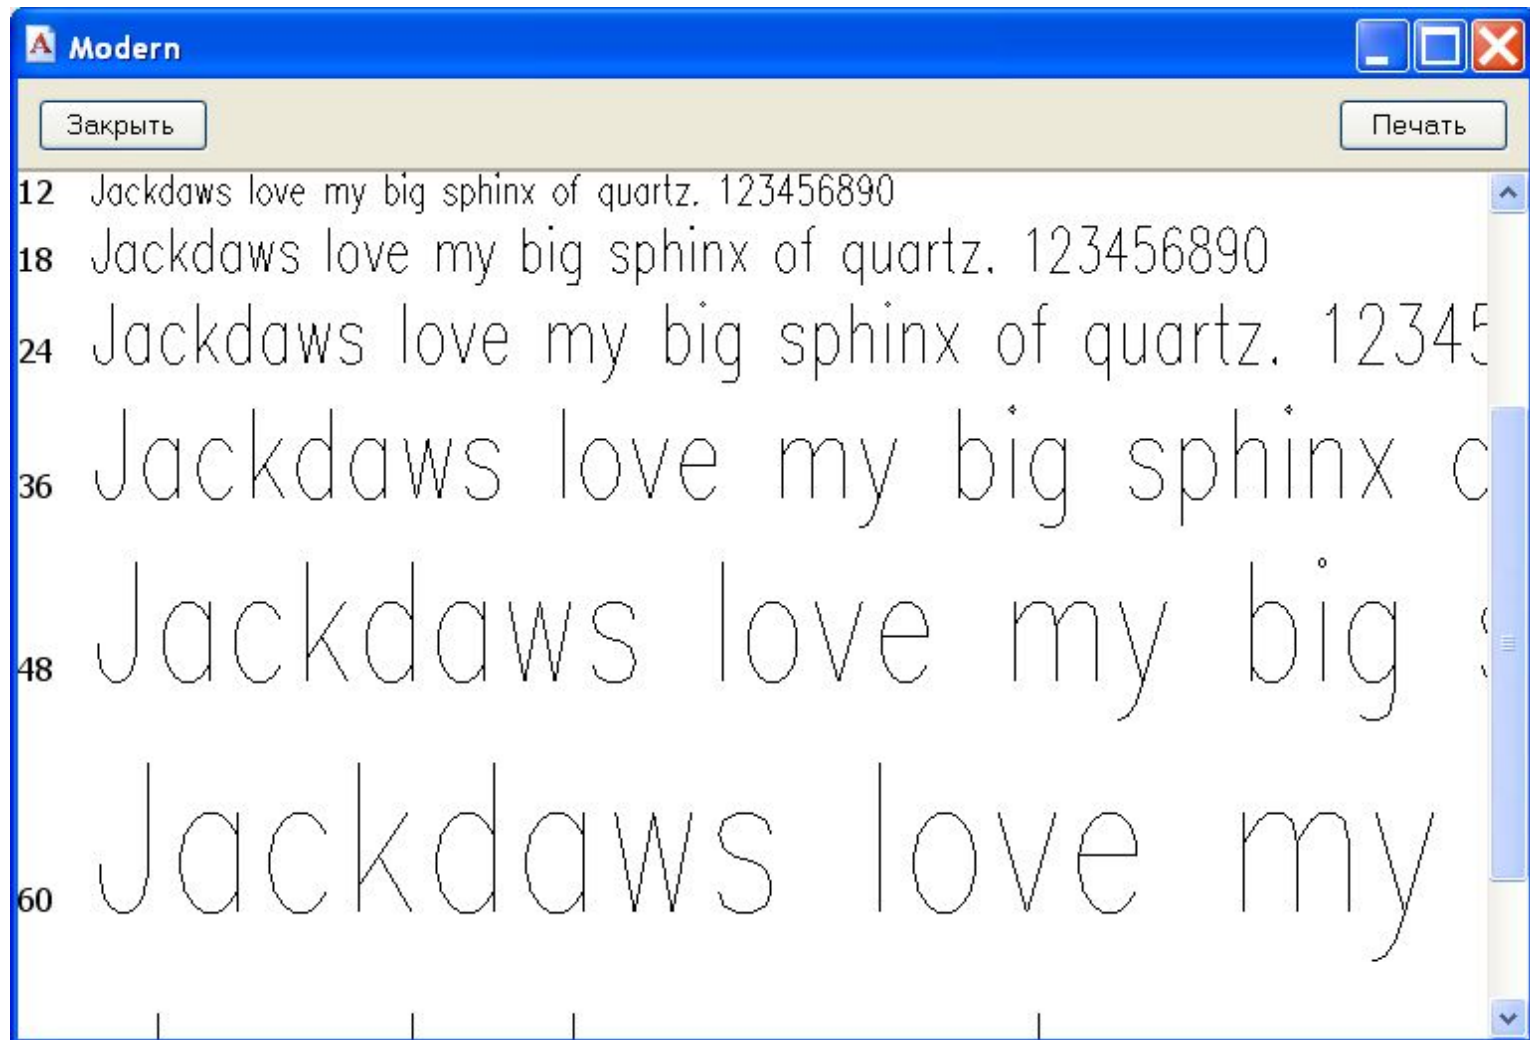 Modern
Закрыть Печать
12 Jackdaws love my big sphinx of quartz. 123456890
18 Jackdaws love my big sphinx of quartz. 123456890
24 Jackdaws love my big sphinx of quartz. 12345
36 Jackdaws love my big sphinx
48 Jackdaws love my big
60 Jackdaws love my